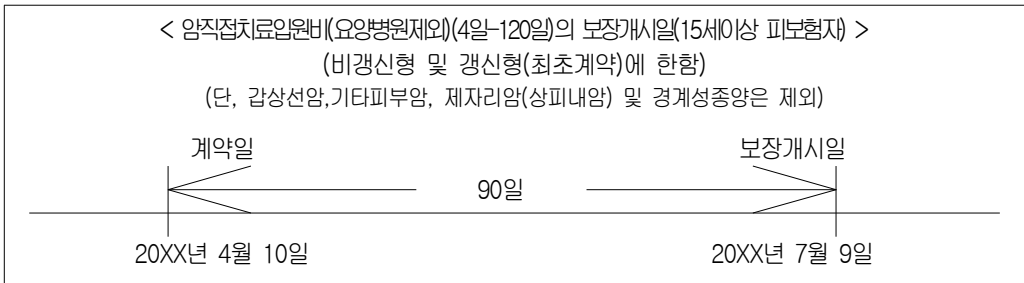 < 암직접치료입원비(요양병원제외)(4일-120일)의 보장개시일(15세이상 피보험자) >
(비갱신형 및 갱신형(최초계약)에 한함)
(단, 갑상선암,기타피부암, 제자리암(상피내암) 및 경계성종양은 제외)
계약일 보장개시일
90일
20XX년 4월 10일 20XX년 7월 9일